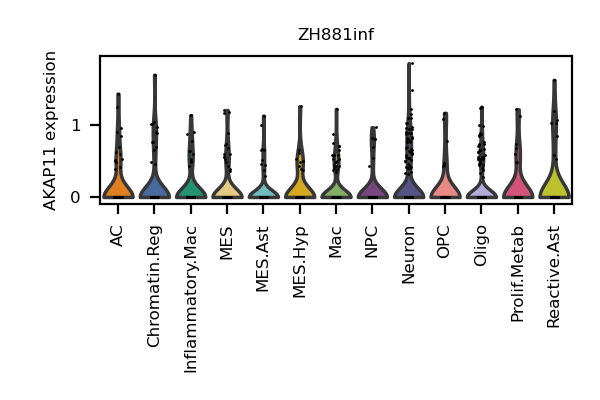 ZH881inf
AKAP11 expression
1
0
AC
Chromatin.Reg
Inflammatory.Mac
MES
MES.Ast
MES.Hyp
Mac
NPC
Neuron
OPC
Oligo
Prolif.Metab
Reactive.Ast